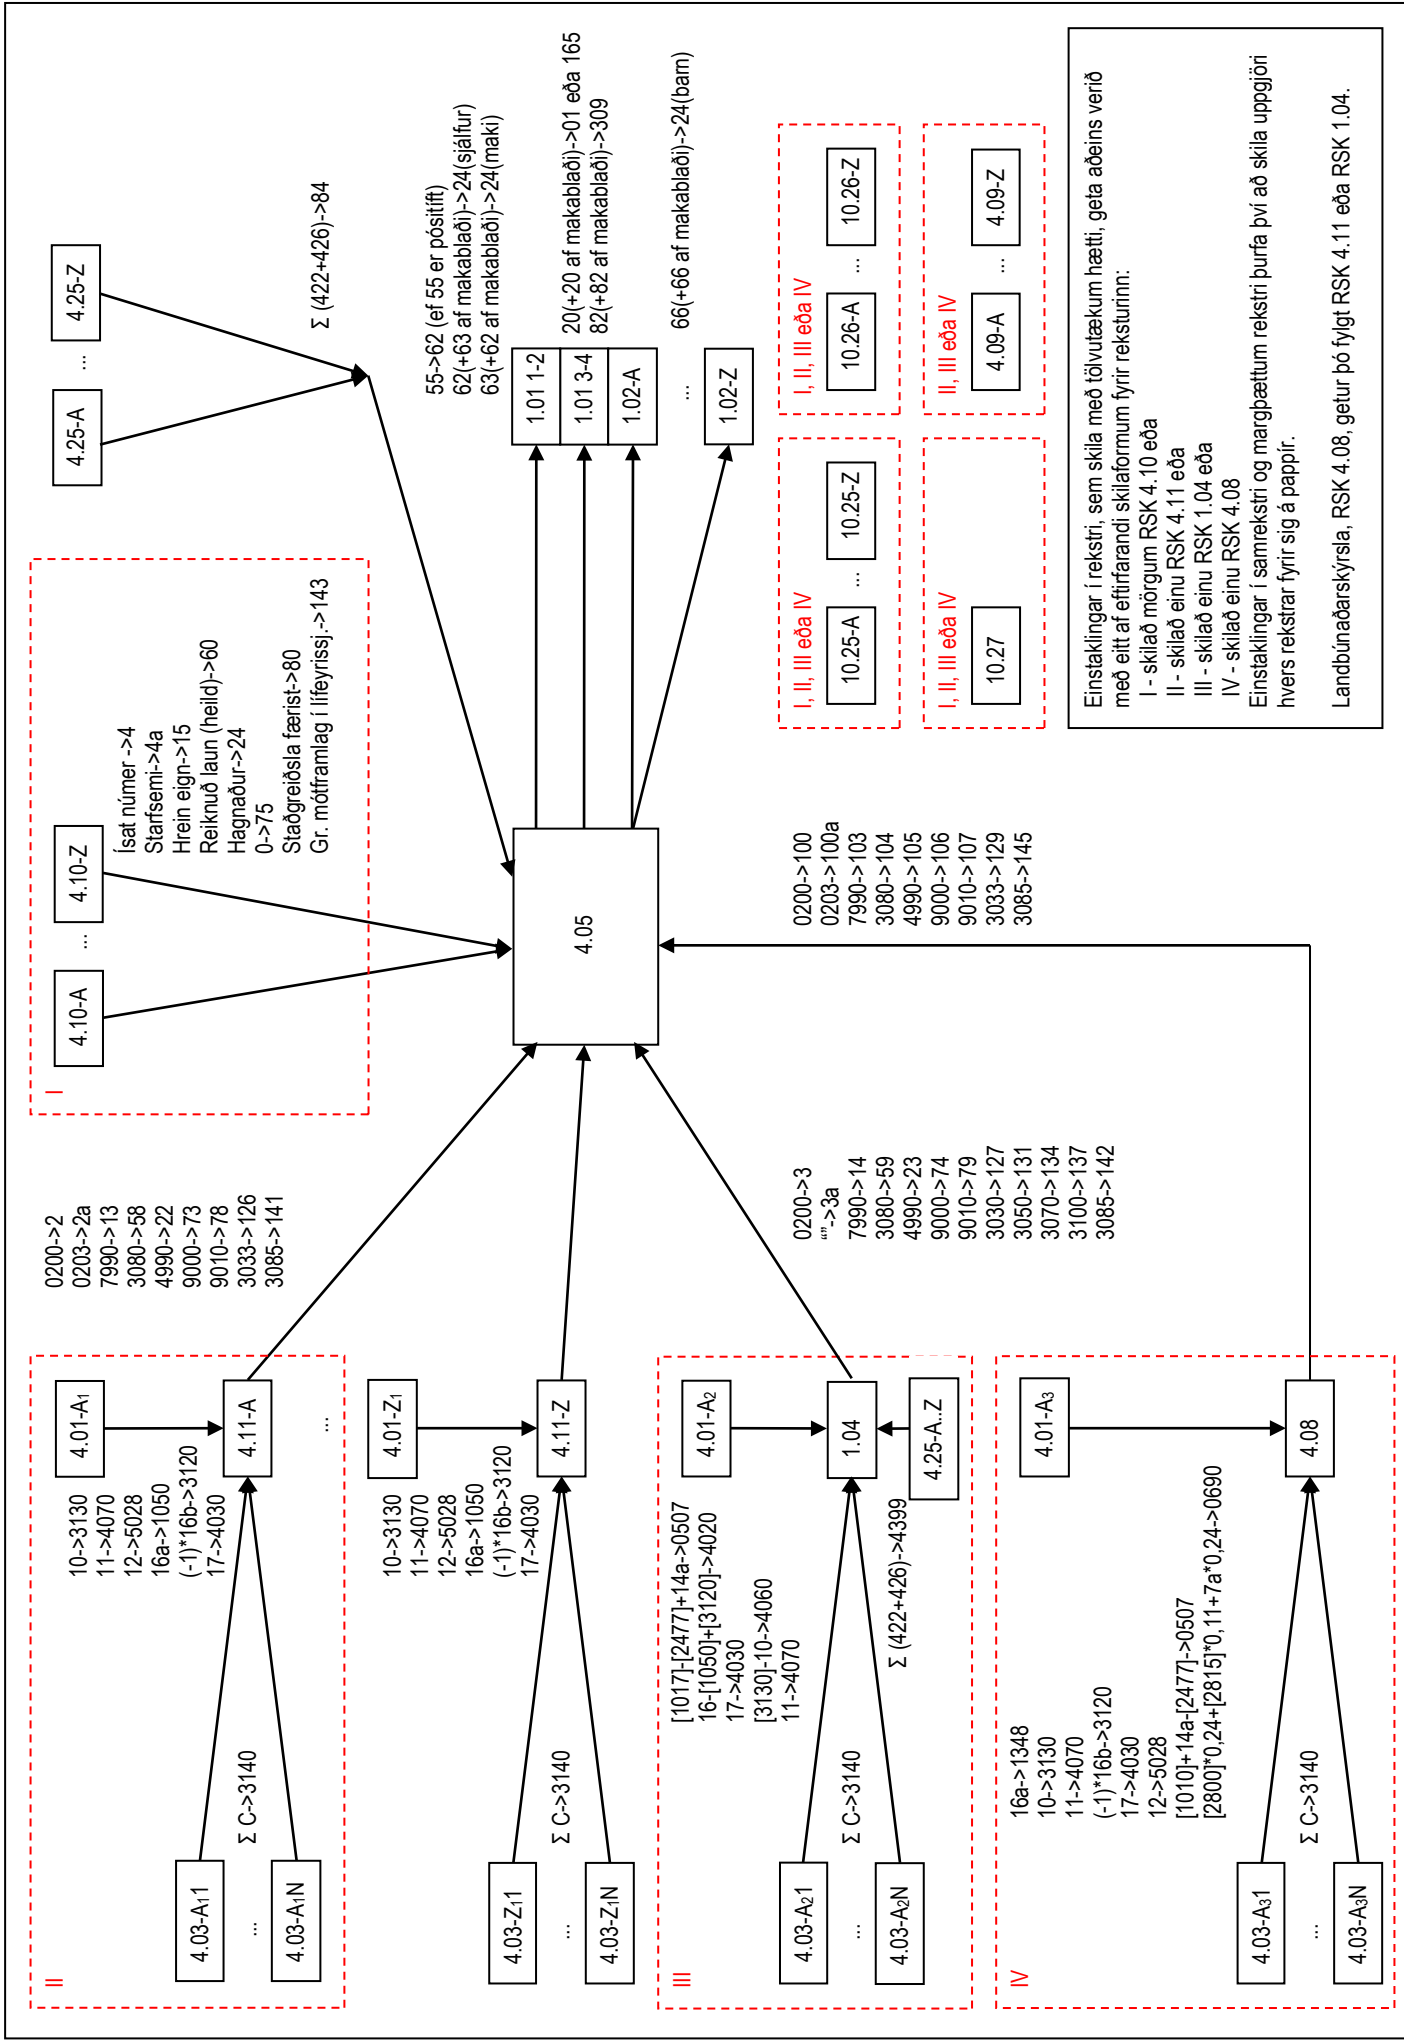 II
4.01-A1
10->3130
11->4070
12->5028
16a->1050
(-1)*16b->3120
17->4030
4.11-A
4.03-A11
...
4.03-A1N
Σ C->3140
0200->2
0203->2a
7990->13
3080->58
4990->22
9000->73
9010->78
3033->126
3085->141
...
4.01-Z1
10->3130
11->4070
12->5028
16a->1050
(-1)*16b->3120
17->4030
4.11-Z
4.03-Z11
...
4.03-Z1N
Σ C->3140
III
4.01-A2
[1017]-[2477]+14a->0507
16-[1050]+[3120]->4020
17->4030
[3130]-10->4060
11->4070
1.04
4.03-A21
...
4.03-A2N
Σ C->3140
4.25-A..Z
Σ (422+426)->4399
0200->3
“”->3a
7990->14
3080->59
4990->23
9000->74
9010->79
3030->127
3050->131
3070->134
3100->137
3085->142
IV
4.01-A3
16a->1348
10->3130
11->4070
(-1)*16b->3120
17->4030
12->5028
[1010]+14a-[2477]->0507
[2800]*0,24+[2815]*0,11+7a*0,24->0690
4.08
4.03-A31
...
4.03-A3N
Σ C->3140
0200->100
0203->100a
7990->103
3080->104
4990->105
9000->106
9010->107
3033->129
3085->145
I
4.10-A
...
4.10-Z
Ísat númer ->4
Starfsemi->4a
Hrein eign->15
Reiknuð laun (heild)->60
Hagnaður->24
0->75
Staðgreiðsla færist->80
Gr. mótframlag í lífeyrissj.->143
4.05
4.25-A
...
4.25-Z
Σ (422+426)->84
55->62 (ef 55 er pósitíft)
62(+63 af makablaði)->24(sjálfur)
63(+62 af makablaði)->24(maki)
1.01 1-2
1.01 3-4
1.02-A
...
1.02-Z
20(+20 af makablaði)->01 eða 165
82(+82 af makablaði)->309
66(+66 af makablaði)->24(barn)
I, II, III eða IV
10.25-A
...
10.25-Z
I, II, III eða IV
10.26-A
...
10.26-Z
I, II, III eða IV
10.27
II, III eða IV
4.09-A
...
4.09-Z
Einstaklingar í rekstri, sem skila með tölvutækum hætti, geta aðeins verið
með eitt af eftirfarandi skilaformum fyrir reksturinn:
I - skilað mörgum RSK 4.10 eða
II - skilað einu RSK 4.11 eða
III - skilað einu RSK 1.04 eða
IV - skilað einu RSK 4.08
Einstaklingar í samrekstri og margþættum rekstri þurfa því að skila uppgjöri
hvers rekstrar fyrir sig á pappír.
Landbúnaðarskýrsla, RSK 4.08, getur þó fylgt RSK 4.11 eða RSK 1.04.